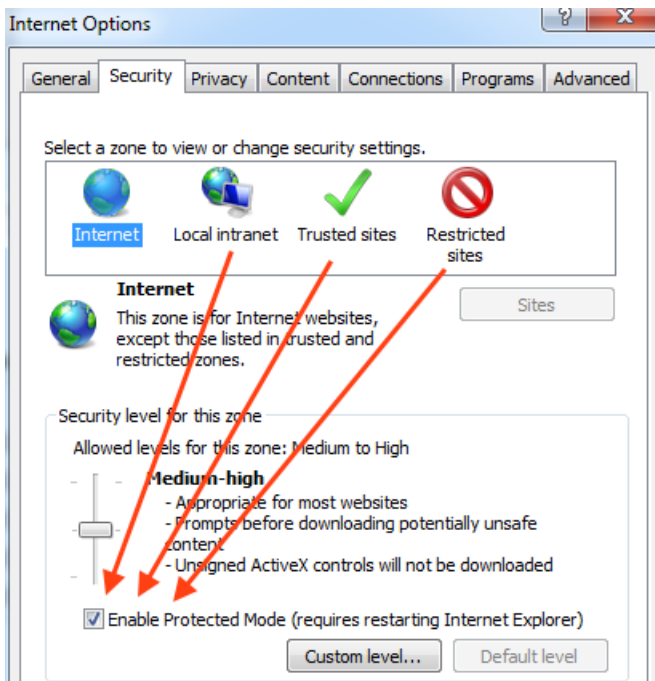 Internet Options
?
X
General Security Privacy Content Connections Programs Advanced
Select a zone to view or change security settings.
Internet Local intranet Trusted sites Restricted
sites
Internet
Sites
This zone is for Internet websites,
except those listed in trusted and
restricted zones.
Security level for this zone
Allowed levels for this zone: Medium to High
Medium-high
- Appropriate for most websites
- Prompts before downloading potentially unsafe
content
- Unsigned ActiveX controls will not be downloaded
Enable Protected Mode (requires restarting Internet Explorer)
Custom level... Default level